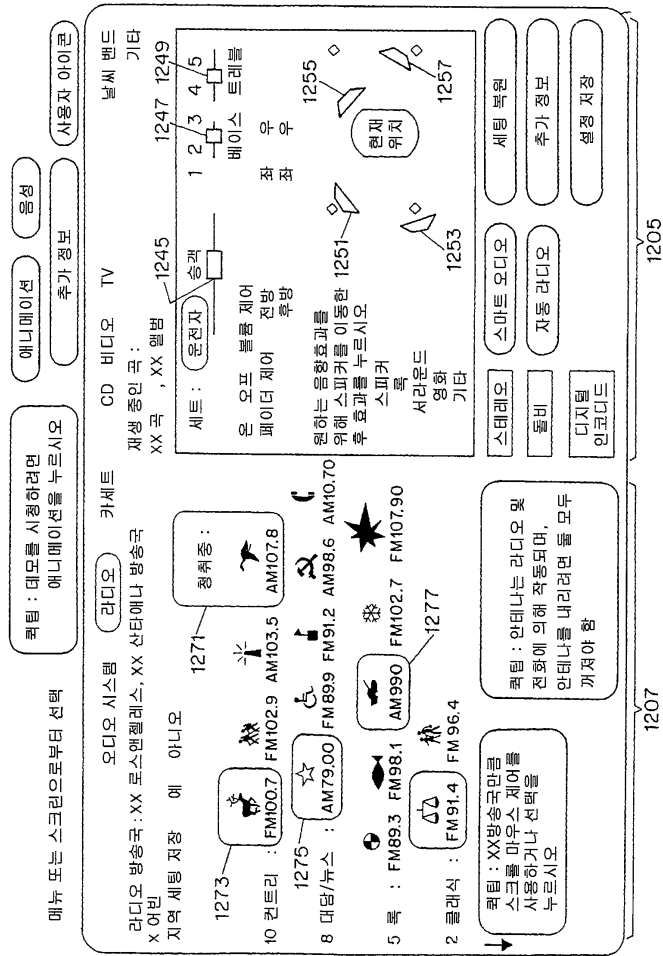 메뉴 또는 스크린으로부터 선택
퀵팁 : 데모를 시청하려면
애니메이션을 누르시오
애니메이션
음성
추가 정보
사용자 아이콘
오디오 시스템
라디오
카세트
CD
비디오
TV
날씨 밴드
기타
라디오 방송국 : XX 로스앤젤레스, XX 산타애나 방송국
X 어빈
지역 세팅 저장 예 아니오
재생 중인 곡 :
XX 곡 , XX 앨범
1271
청취중 :
AM107.8
1273
10 컨트리 : FM100.7 FM102.9 AM103.5
1275
8 대담/뉴스 : AM79.00 FM89.9 FM91.2 AM98.6 AM10.70
5 록 : FM89.3 FM98.1 AM990 FM102.7 FM107.90
1277
2 클래식 : FM91.4 FM96.4
퀵팁 : XX방송국만큼
스크롤 마우스 제어를
사용하거나 선택을
누르시오
퀵팁 : 안테나는 라디오 및
전화에 의해 작동되며,
안테나를 내리려면 둘 모두
꺼져야 함
1207
1245
1247
1249
세트 : 운전자 승객
1 2 3 4 5
온 오프 볼륨 제어
베이스 트레블
페이더 제어 전방 좌 우
후방 좌 우
원하는 음향효과를
위해 스피커를 이동한
후 효과를 누르시오
스피커
록
서라운드
영화
기타
1251
1253
1255
1257
현재
위치
스테레오
돌비
디지털
인코디드
스마트 오디오
자동 라디오
세팅 복원
추가 정보
설정 저장
1205